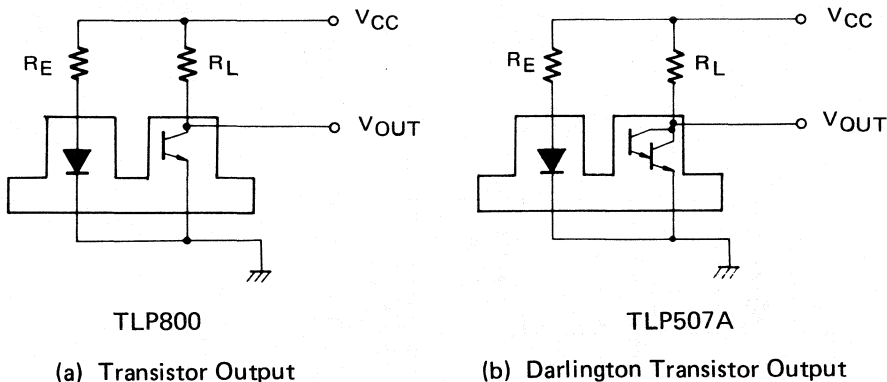 VCC
RE
RL
VOUT
TLP800
(a) Transistor Output
VCC
RE
RL
VOUT
TLP507A
(b) Darlington Transistor Output